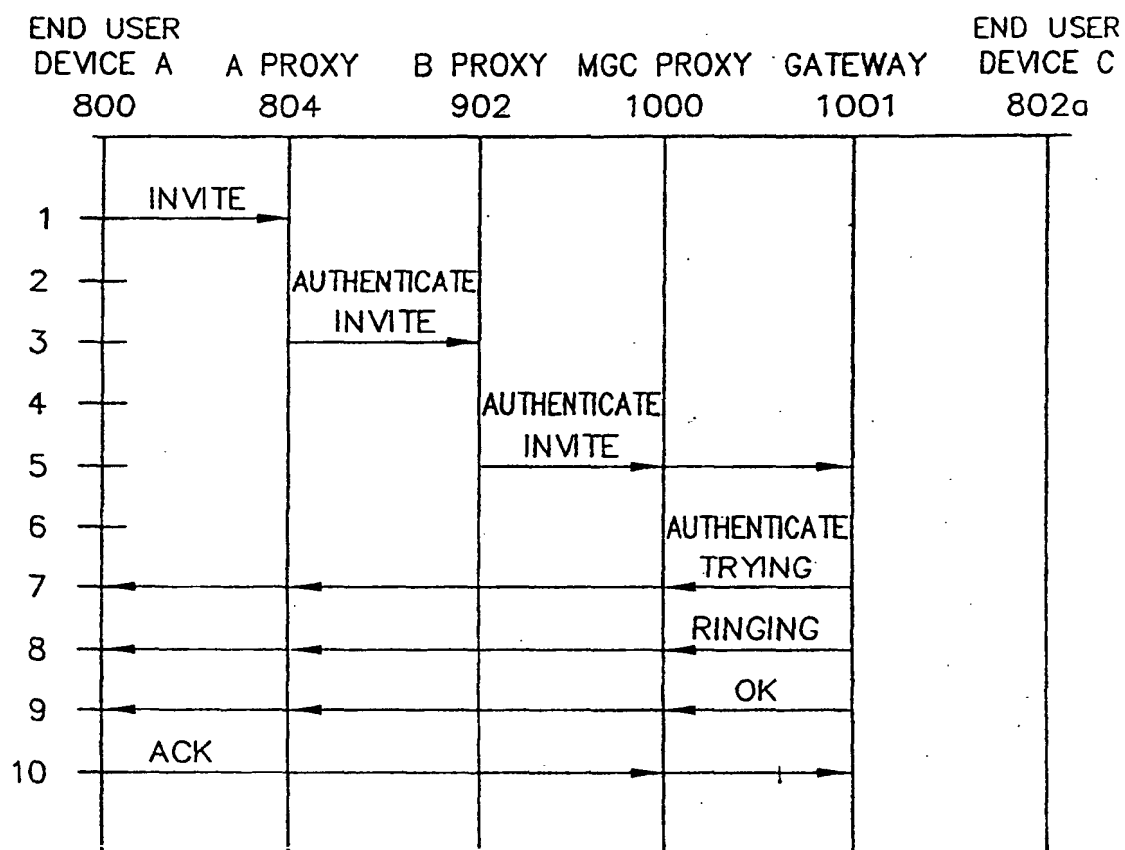 END USER END USER
DEVICE A A PROXY B PROXY MGC PROXY GATEWAY DEVICE C
800 804 902 1000 1001 802a
INVITE
1
2 AUTHENTICATE
INVITE
3
4 AUTHENTICATE
INVITE
5
6 AUTHENTICATE
TRYING
7
RINGING
8
OK
9
ACK
10